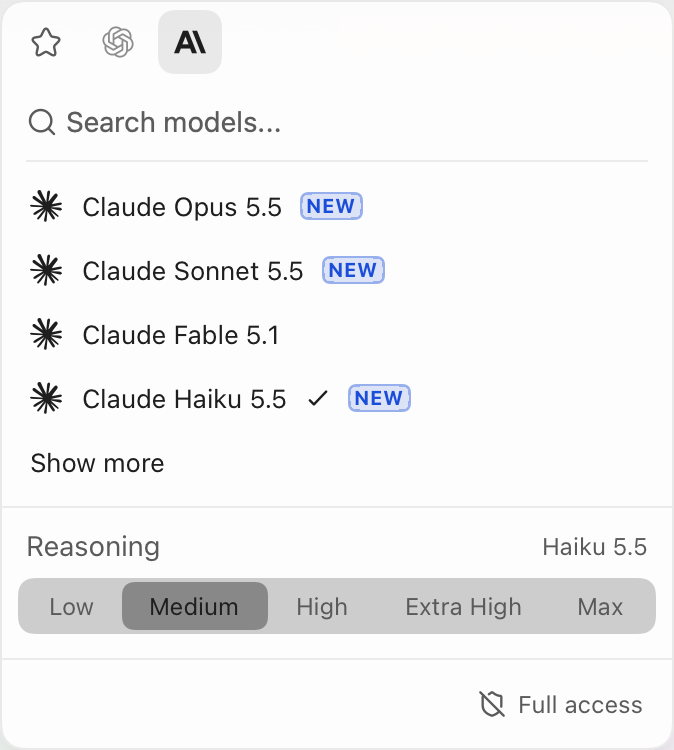 Search models...
Claude Opus 5.5 NEW
Claude Sonnet 5.5 NEW
Claude Fable 5.1
Claude Haiku 5.5 NEW
Show more
Reasoning Haiku 5.5
Low Medium High Extra High Max
Full access